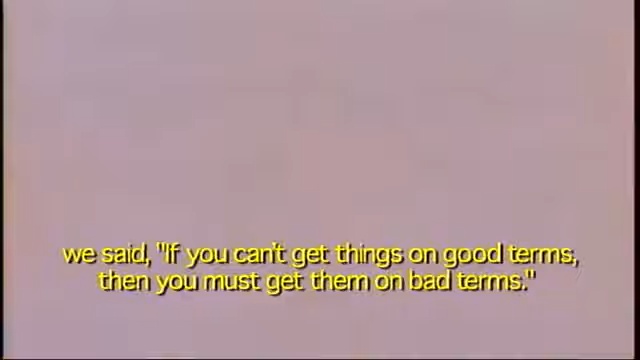 we said, "If you can't get things on good terms,
then you must get them on bad terms."